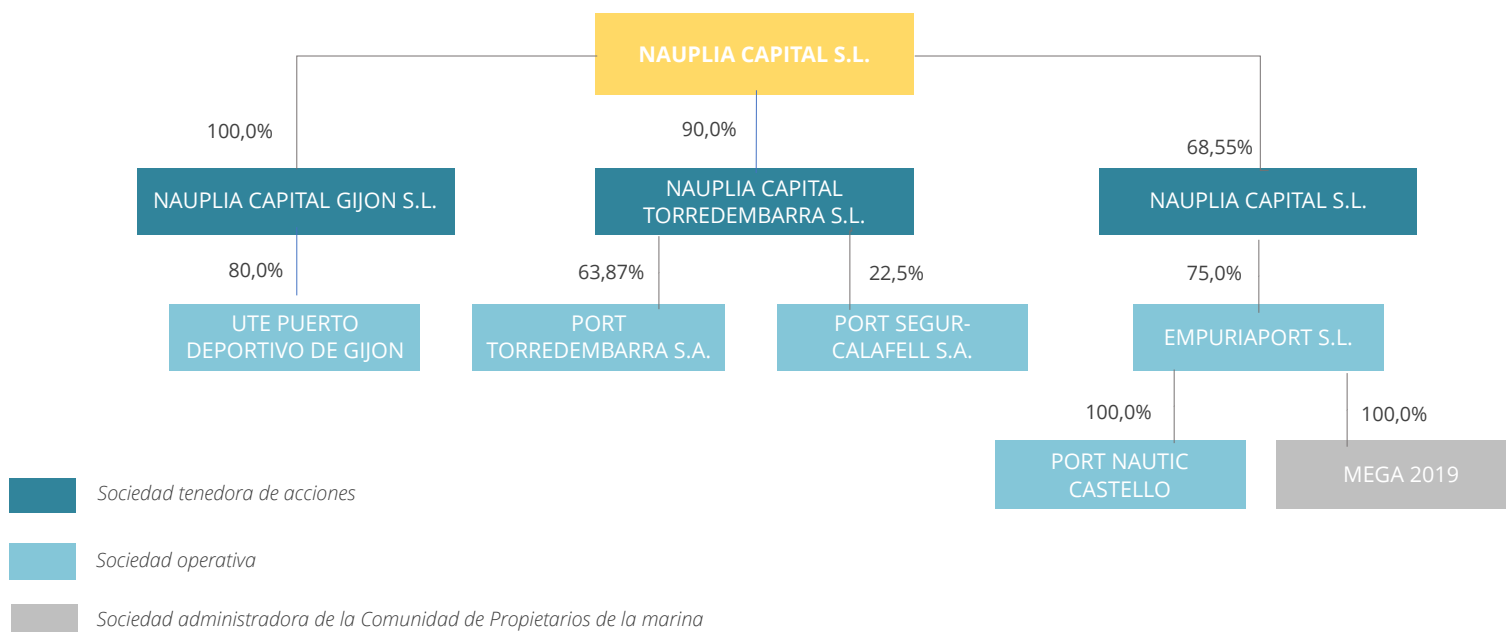 NAUPLIA CAPITAL S.L.
100,0%
90,0%
68,55%
NAUPLIA CAPITAL GIJON S.L.
NAUPLIA CAPITAL
TORREDEMBARRA S.L.
NAUPLIA CAPITAL S.L.
80,0%
63,87%
22,5%
75,0%
UTE PUERTO
DEPORTIVO DE GIJON
PORT
TORREDEMBARRA S.A.
PORT SEGUR-
CALAFELL S.A.
EMPURIAPORT S.L.
100,0%
100,0%
PORT NAUTIC
CASTELLO
MEGA 2019
Sociedad tenedora de acciones
Sociedad operativa
Sociedad administradora de la Comunidad de Propietarios de la marina